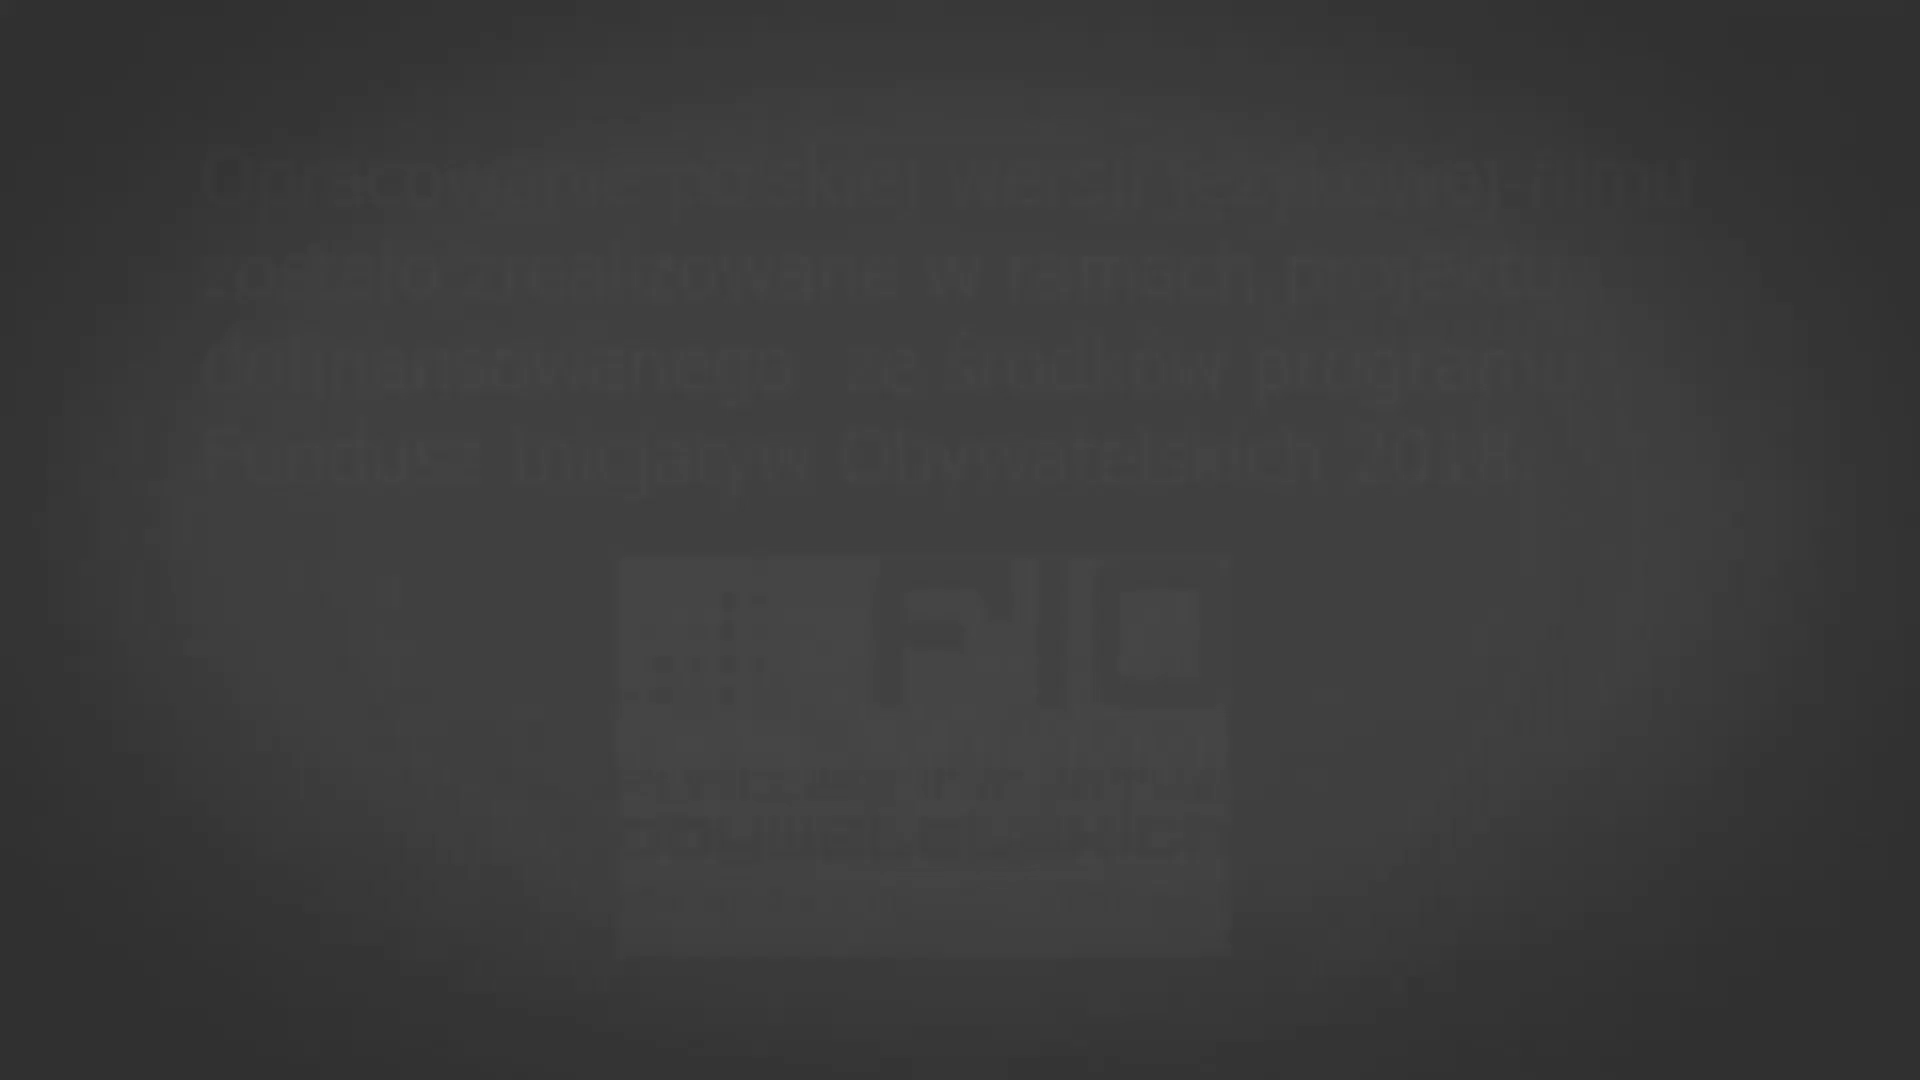 Opracowanie polskiej wersji językowej filmu
zostało zrealizowane w ramach projektu
dofinansowanego ze środków programu
Fundusz Inicjatyw Obywatelskich 2018.
FIO